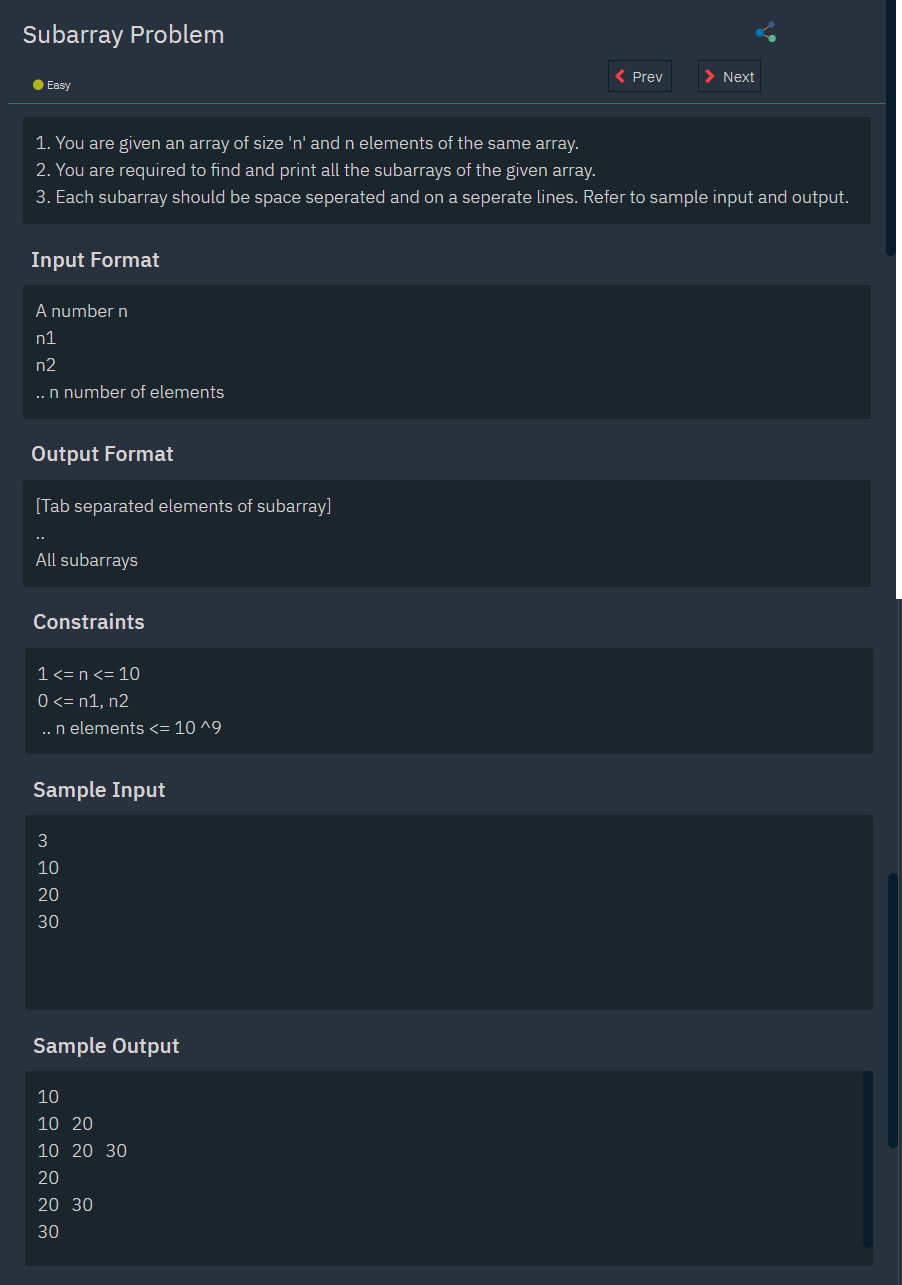 Subarray Problem
Easy
Prev
Next
1. You are given an array of size 'n' and n elements of the same array.
2. You are required to find and print all the subarrays of the given array.
3. Each subarray should be space seperated and on a seperate lines. Refer to sample input and output.
Input Format
A number n
n1
n2
.. n number of elements
Output Format
[Tab separated elements of subarray]
..
All subarrays
Constraints
1 <= n <= 10
0 <= n1, n2
.. n elements <= 10 ^9
Sample Input
3
10
20
30
Sample Output
10
10 20
10 20 30
20
20 30
30